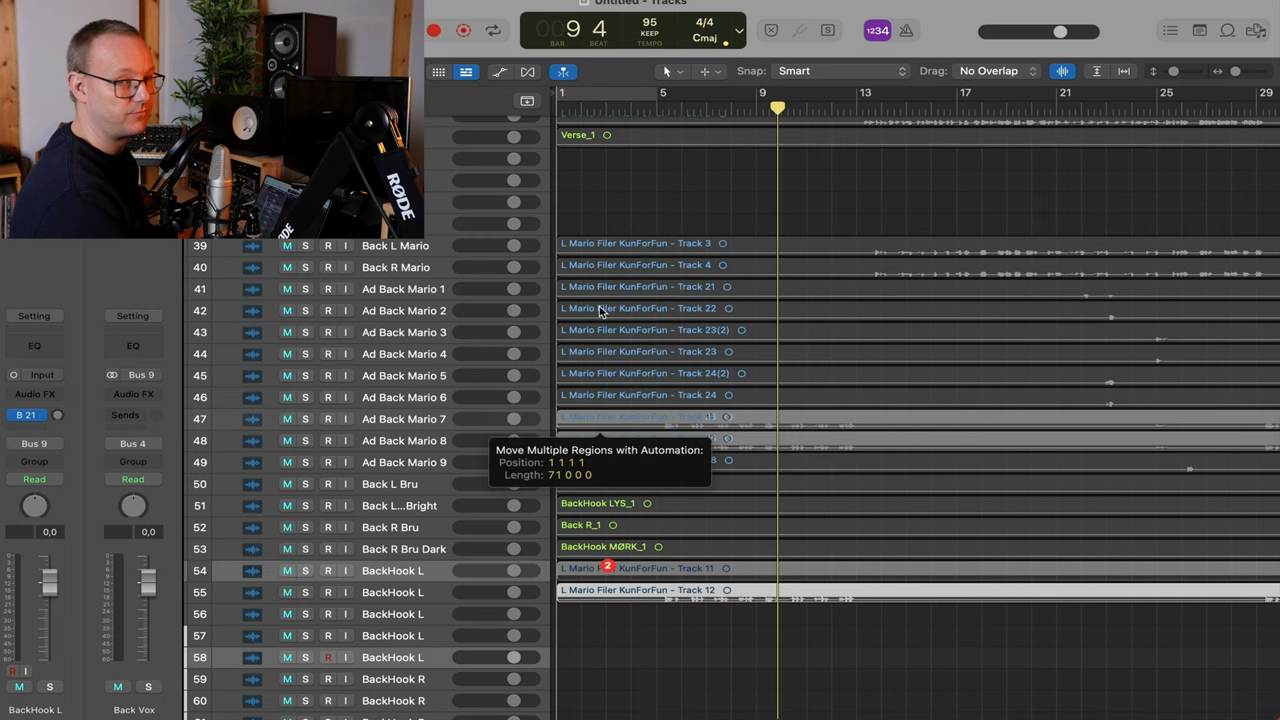 Untitled - Tracks
009 4
BAR BEAT
95
KEEP
TEMPO
4/4
Cmaj
S
1234
Snap: Smart
Drag: No Overlap
1 5 9 13 17 21 25 29
Verse_1
39 M S R I Back L Mario L Mario Filer KunForFun - Track 3
40 M S R I Back R Mario L Mario Filer KunForFun - Track 4
41 M S R I Ad Back Mario 1 L Mario Filer KunForFun - Track 21
42 M S R I Ad Back Mario 2 L Mario Filer KunForFun - Track 22
43 M S R I Ad Back Mario 3 L Mario Filer KunForFun - Track 23(2)
44 M S R I Ad Back Mario 4 L Mario Filer KunForFun - Track 23
45 M S R I Ad Back Mario 5 L Mario Filer KunForFun - Track 24(2)
46 M S R I Ad Back Mario 6 L Mario Filer KunForFun - Track 24
47 M S R I Ad Back Mario 7 L Mario Filer KunForFun - Track
48 M S R I Ad Back Mario 8
49 M S R I Ad Back Mario 9
Move Multiple Regions with Automation:
Position: 1 1 1 1
Length: 71 0 0 0
50 M S R I Back L Bru
51 M S R I Back L...Bright BackHook LYS_1
52 M S R I Back R Bru Back R_1
53 M S R I Back R Bru Dark BackHook MØRK_1
54 M S R I BackHook L L Mario Filer KunForFun - Track 11
2
55 M S R I BackHook L L Mario Filer KunForFun - Track 12
56 M S R I BackHook L
57 M S R I BackHook L
58 M S R I BackHook L
59 M S R I BackHook R
60 M S R I BackHook R
Setting Setting
EQ EQ
Input Bus 9
Audio FX Audio FX
B 21 Sends
Bus 9 Bus 4
Group Group
Read Read
0,0 0,0
R I
M S M S
BackHook L Back Vox
RØDE
RØDE